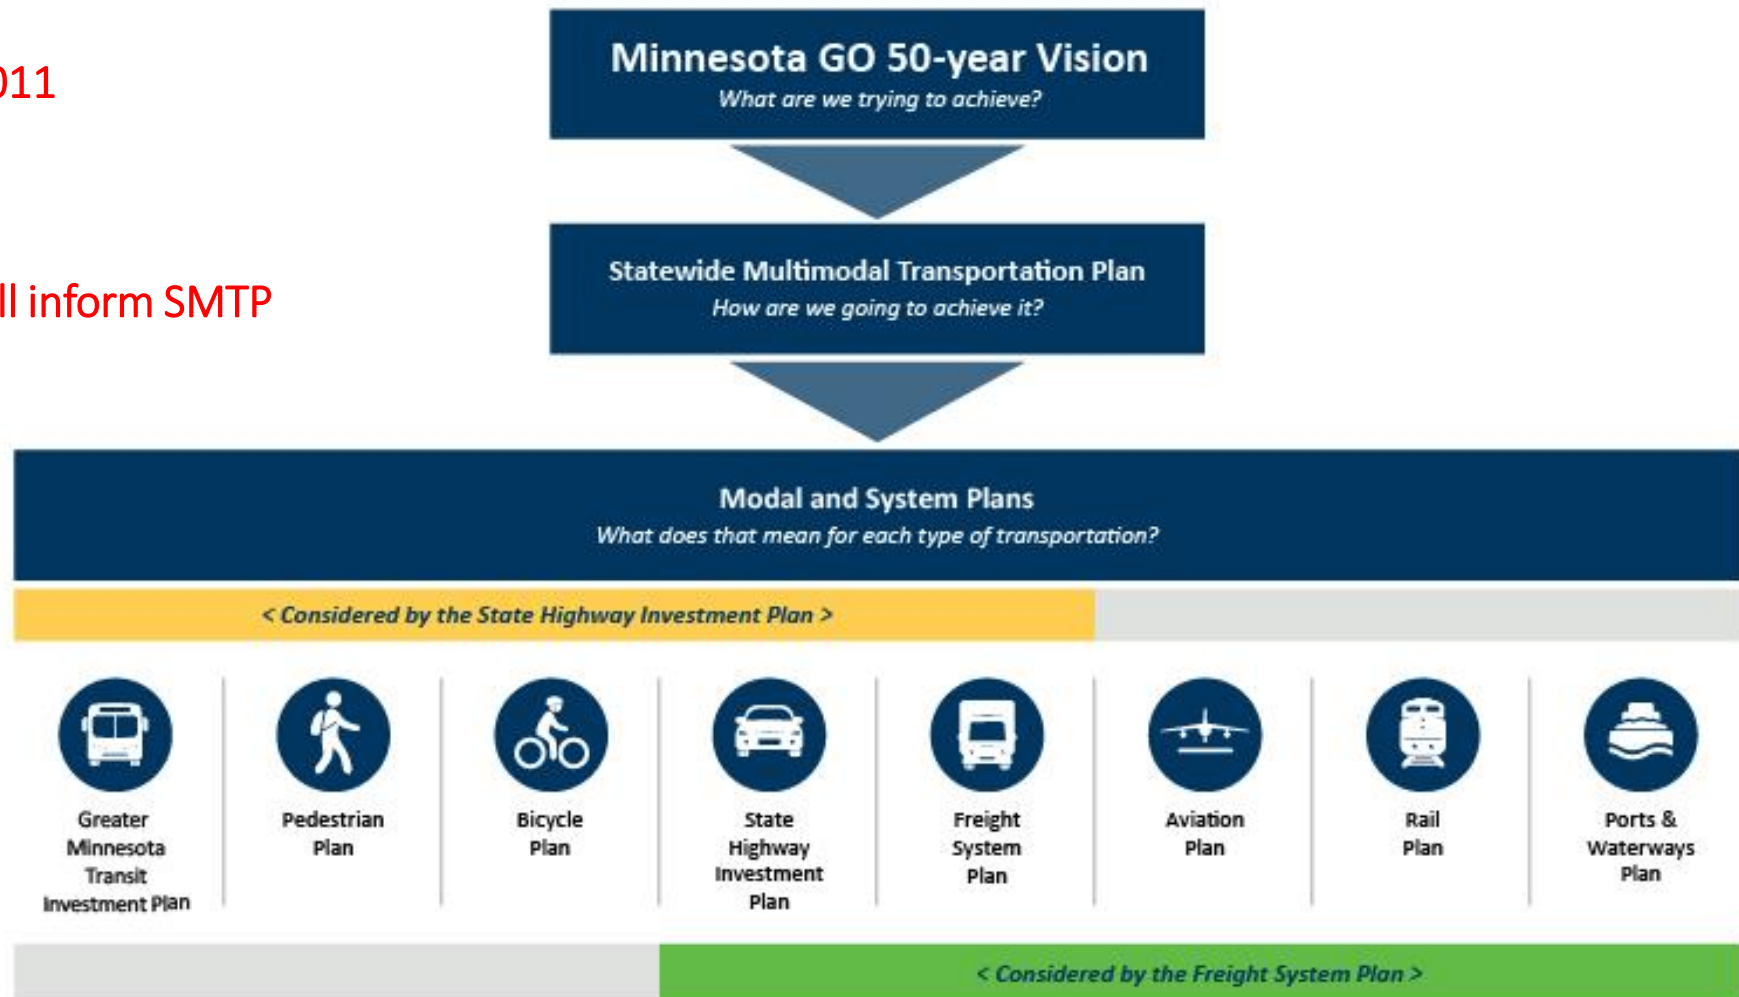 Minnesota GO 50-year Vision
What are we trying to achieve?
011
Statewide Multimodal Transportation Plan
How are we going to achieve it?
ll inform SMTP
Modal and System Plans
What does that mean for each type of transportation?
< Considered by the State Highway Investment Plan >
Greater
Minnesota
Transit
Investment Plan
Pedestrian
Plan
Bicycle
Plan
State
Highway
Investment
Plan
Freight
System
Plan
Aviation
Plan
Rail
Plan
Ports &
Waterways
Plan
< Considered by the Freight System Plan >